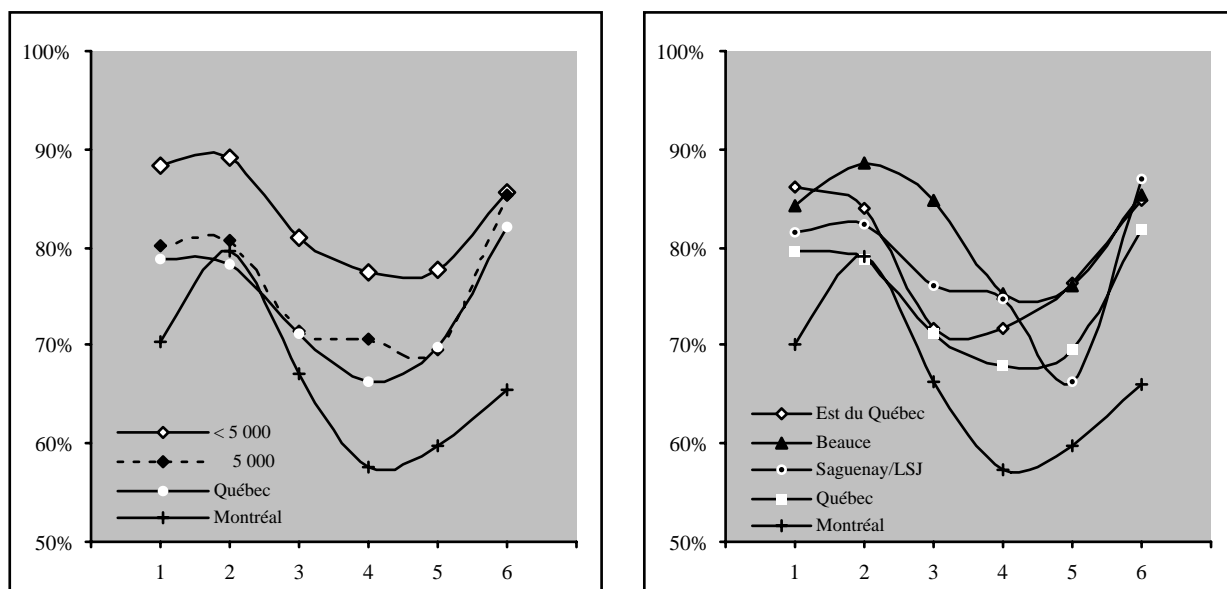 100%
90%
80%
70%
60%
50%
< 5 000
5 000
Québec
Montréal
1 2 3 4 5 6
100%
90%
80%
70%
60%
50%
Est du Québec
Beauce
Saguenay/LSJ
Québec
Montréal
1 2 3 4 5 6